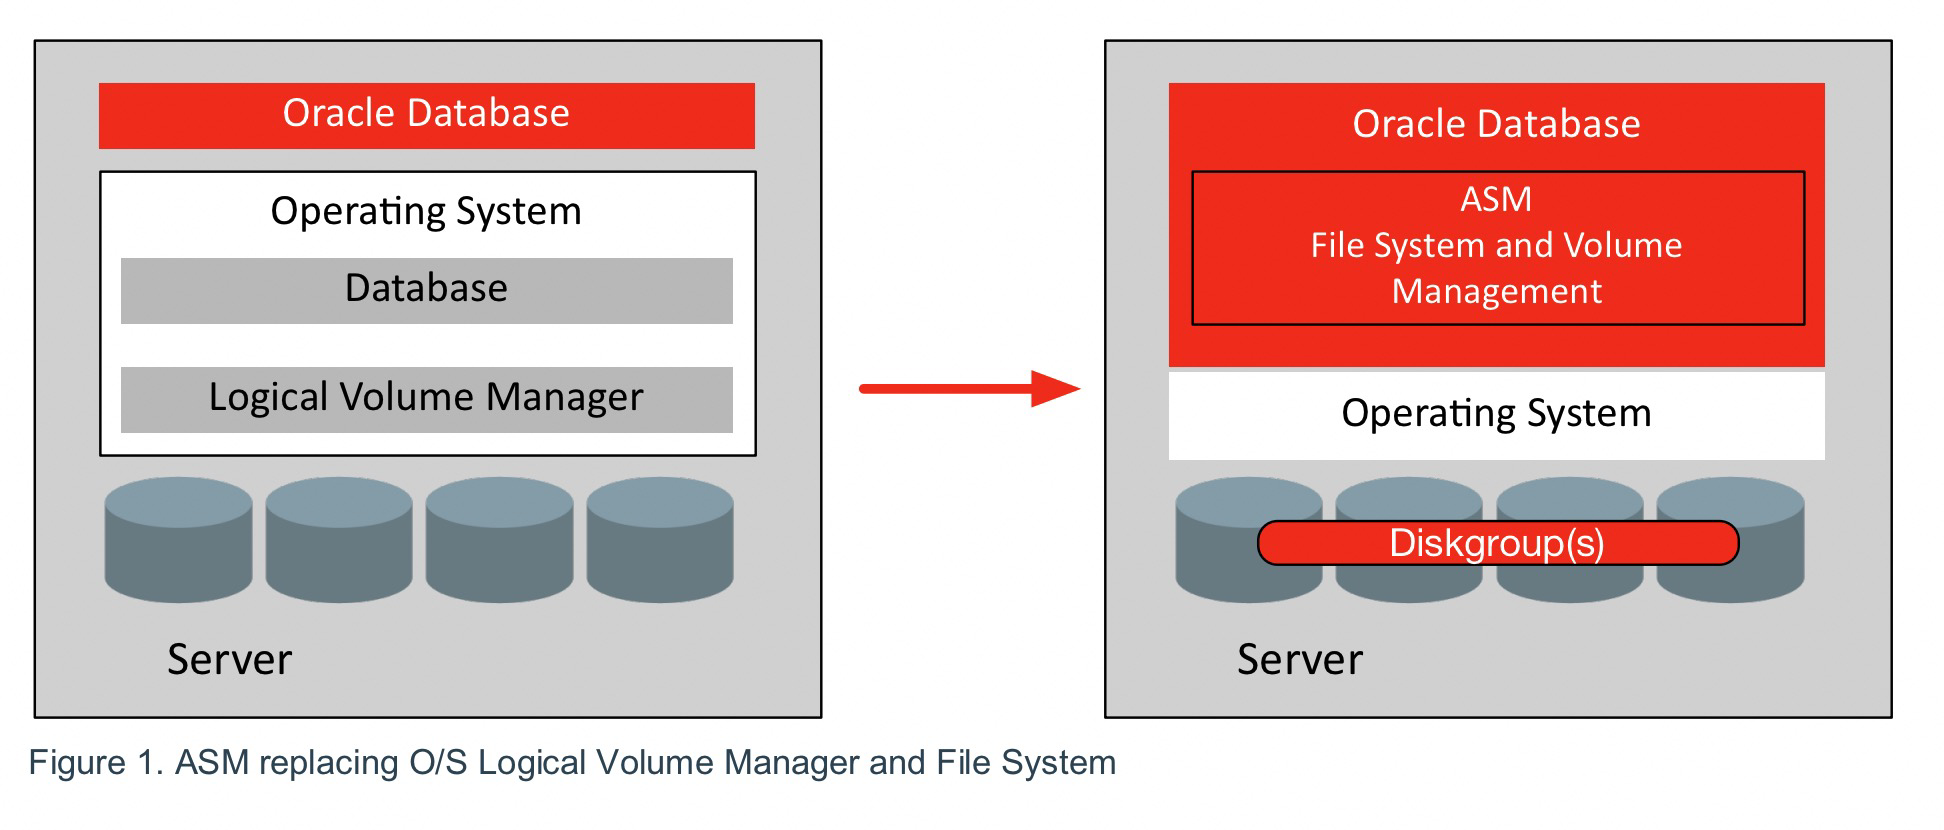 Oracle Database
Operating System
Database
Logical Volume Manager
Server
Oracle Database
ASM
File System and Volume
Management
Operating System
Diskgroup(s)
Server
Figure 1. ASM replacing O/S Logical Volume Manager and File System